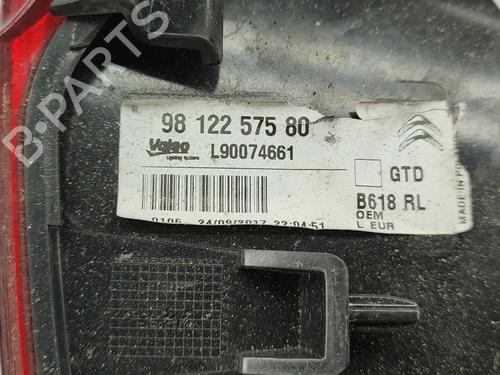 98 122 575 80
Valeo
L90074661
GTD
B618 RL
OEM
L EUR
0106 24/09/2017 22:04:51
MADE IN
B-PARTS